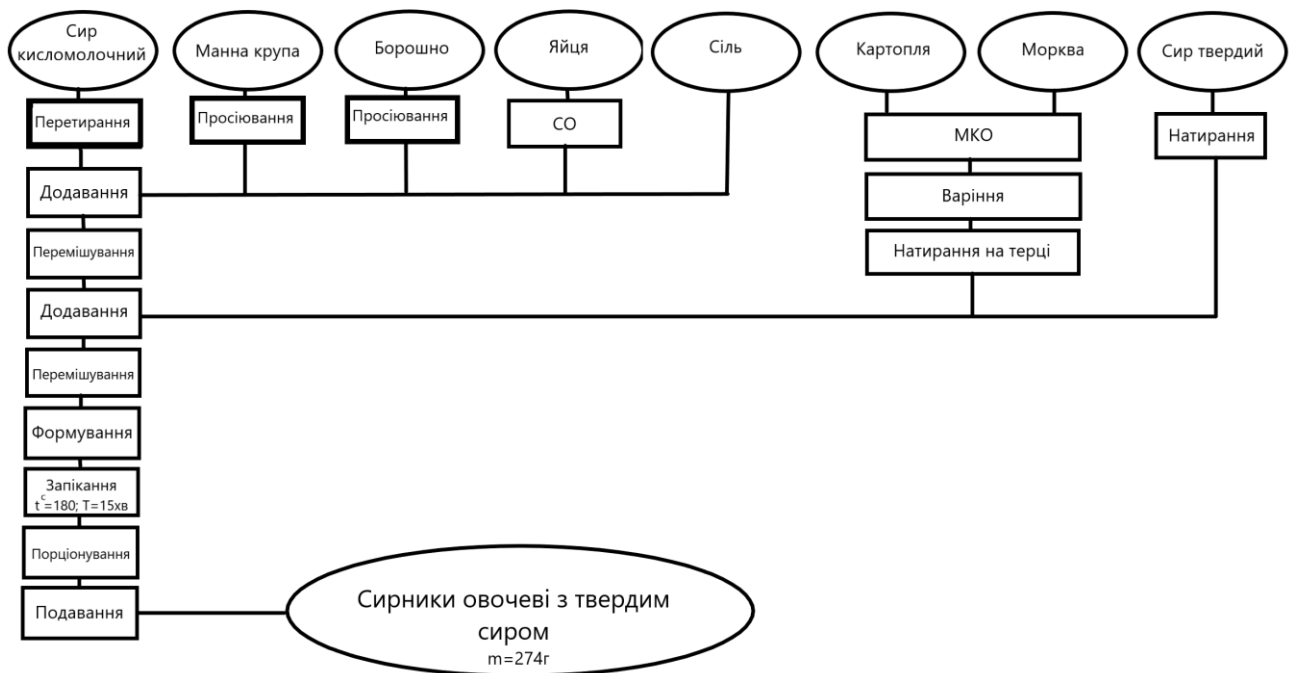 Сир
кисломолочний
Манна крупа
Борошно
Яйця
Сіль
Картопля
Морква
Сир твердий
Перетирання
Просіювання
Просіювання
СО
МКО
Натирання
Додавання
Варіння
Перемішування
Натирання на терці
Додавання
Перемішування
Формування
Запікання
t^c=180; T=15хв
Порціонування
Подавання
Сирники овочеві з твердим
сиром
m=274г